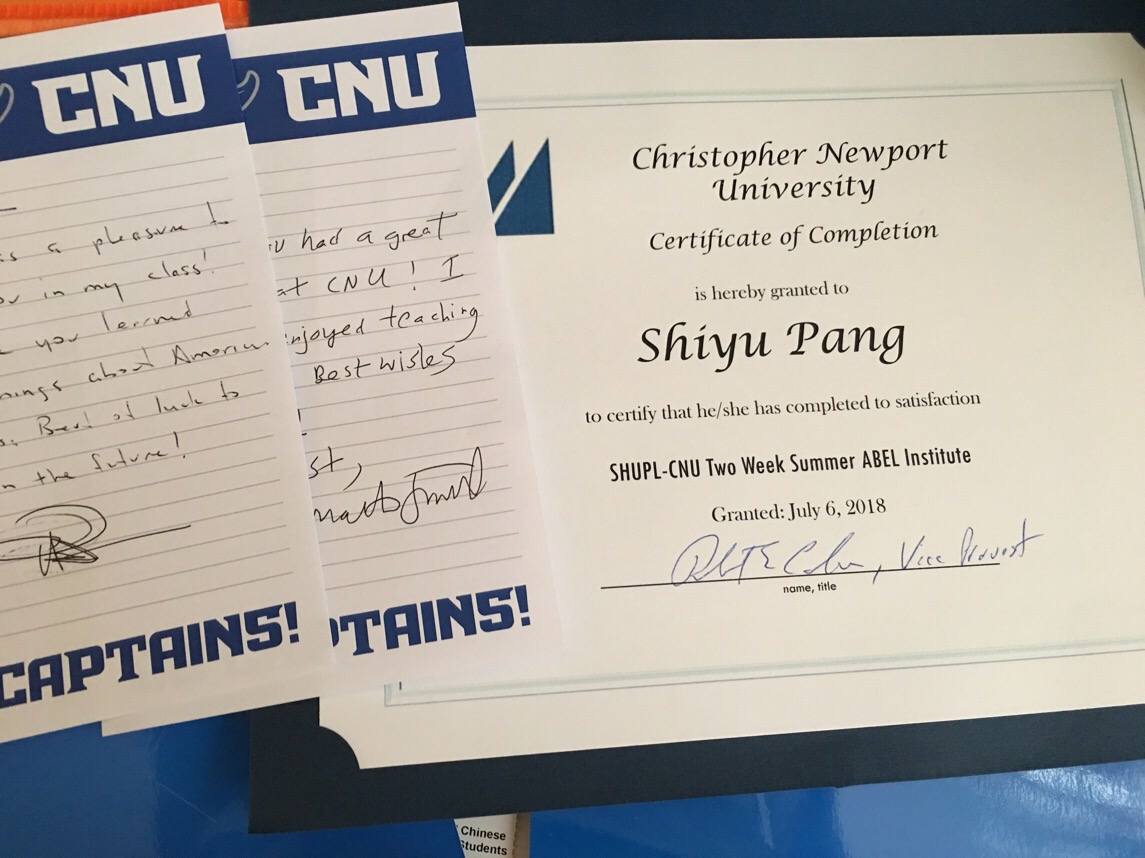 CNU
a pleasure
in my class!
you learned
about
Best of luck to
the future!
CAPTAINS!
CNU
had a great
at CNU! I
enjoyed teaching
Best wishes
TAINS!
Christopher Newport
University
Certificate of Completion
is hereby granted to
Shiyu Pang
to certify that he/she has completed to satisfaction
SHUPL-CNU Two Week Summer ABEL Institute
Granted: July 6, 2018
, Vice Provost
name, title
Chinese
Students